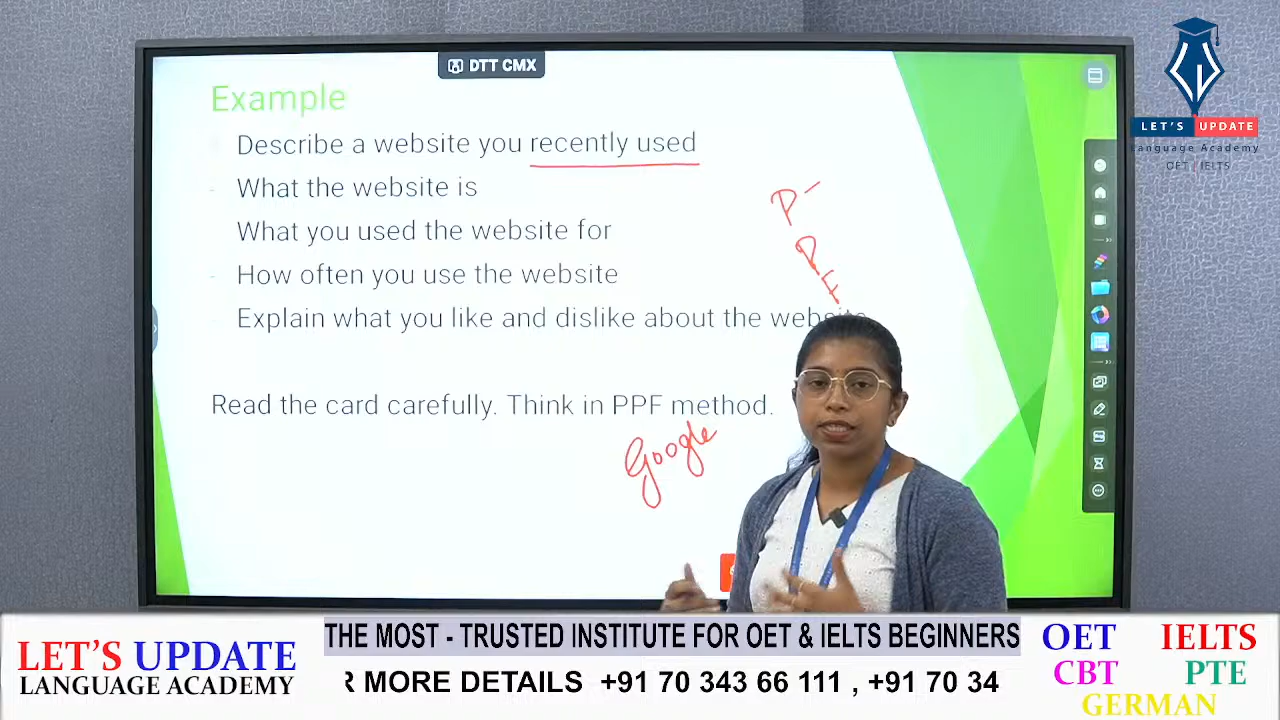 DTT CMX
Example
Describe a website you recently used
- What the website is
What you used the website for
- How often you use the website
Explain what you like and dislike about the website
P -
P
F
Read the card carefully. Think in PPF method.
Google
LET'S UPDATE
Language Academy
OET | IELTS
LET'S UPDATE
LANGUAGE ACADEMY
THE MOST - TRUSTED INSTITUTE FOR OET & IELTS BEGINNERS
R MORE DETAILS +91 70 343 66 111 , +91 70 34
OET IELTS
CBT PTE
GERMAN